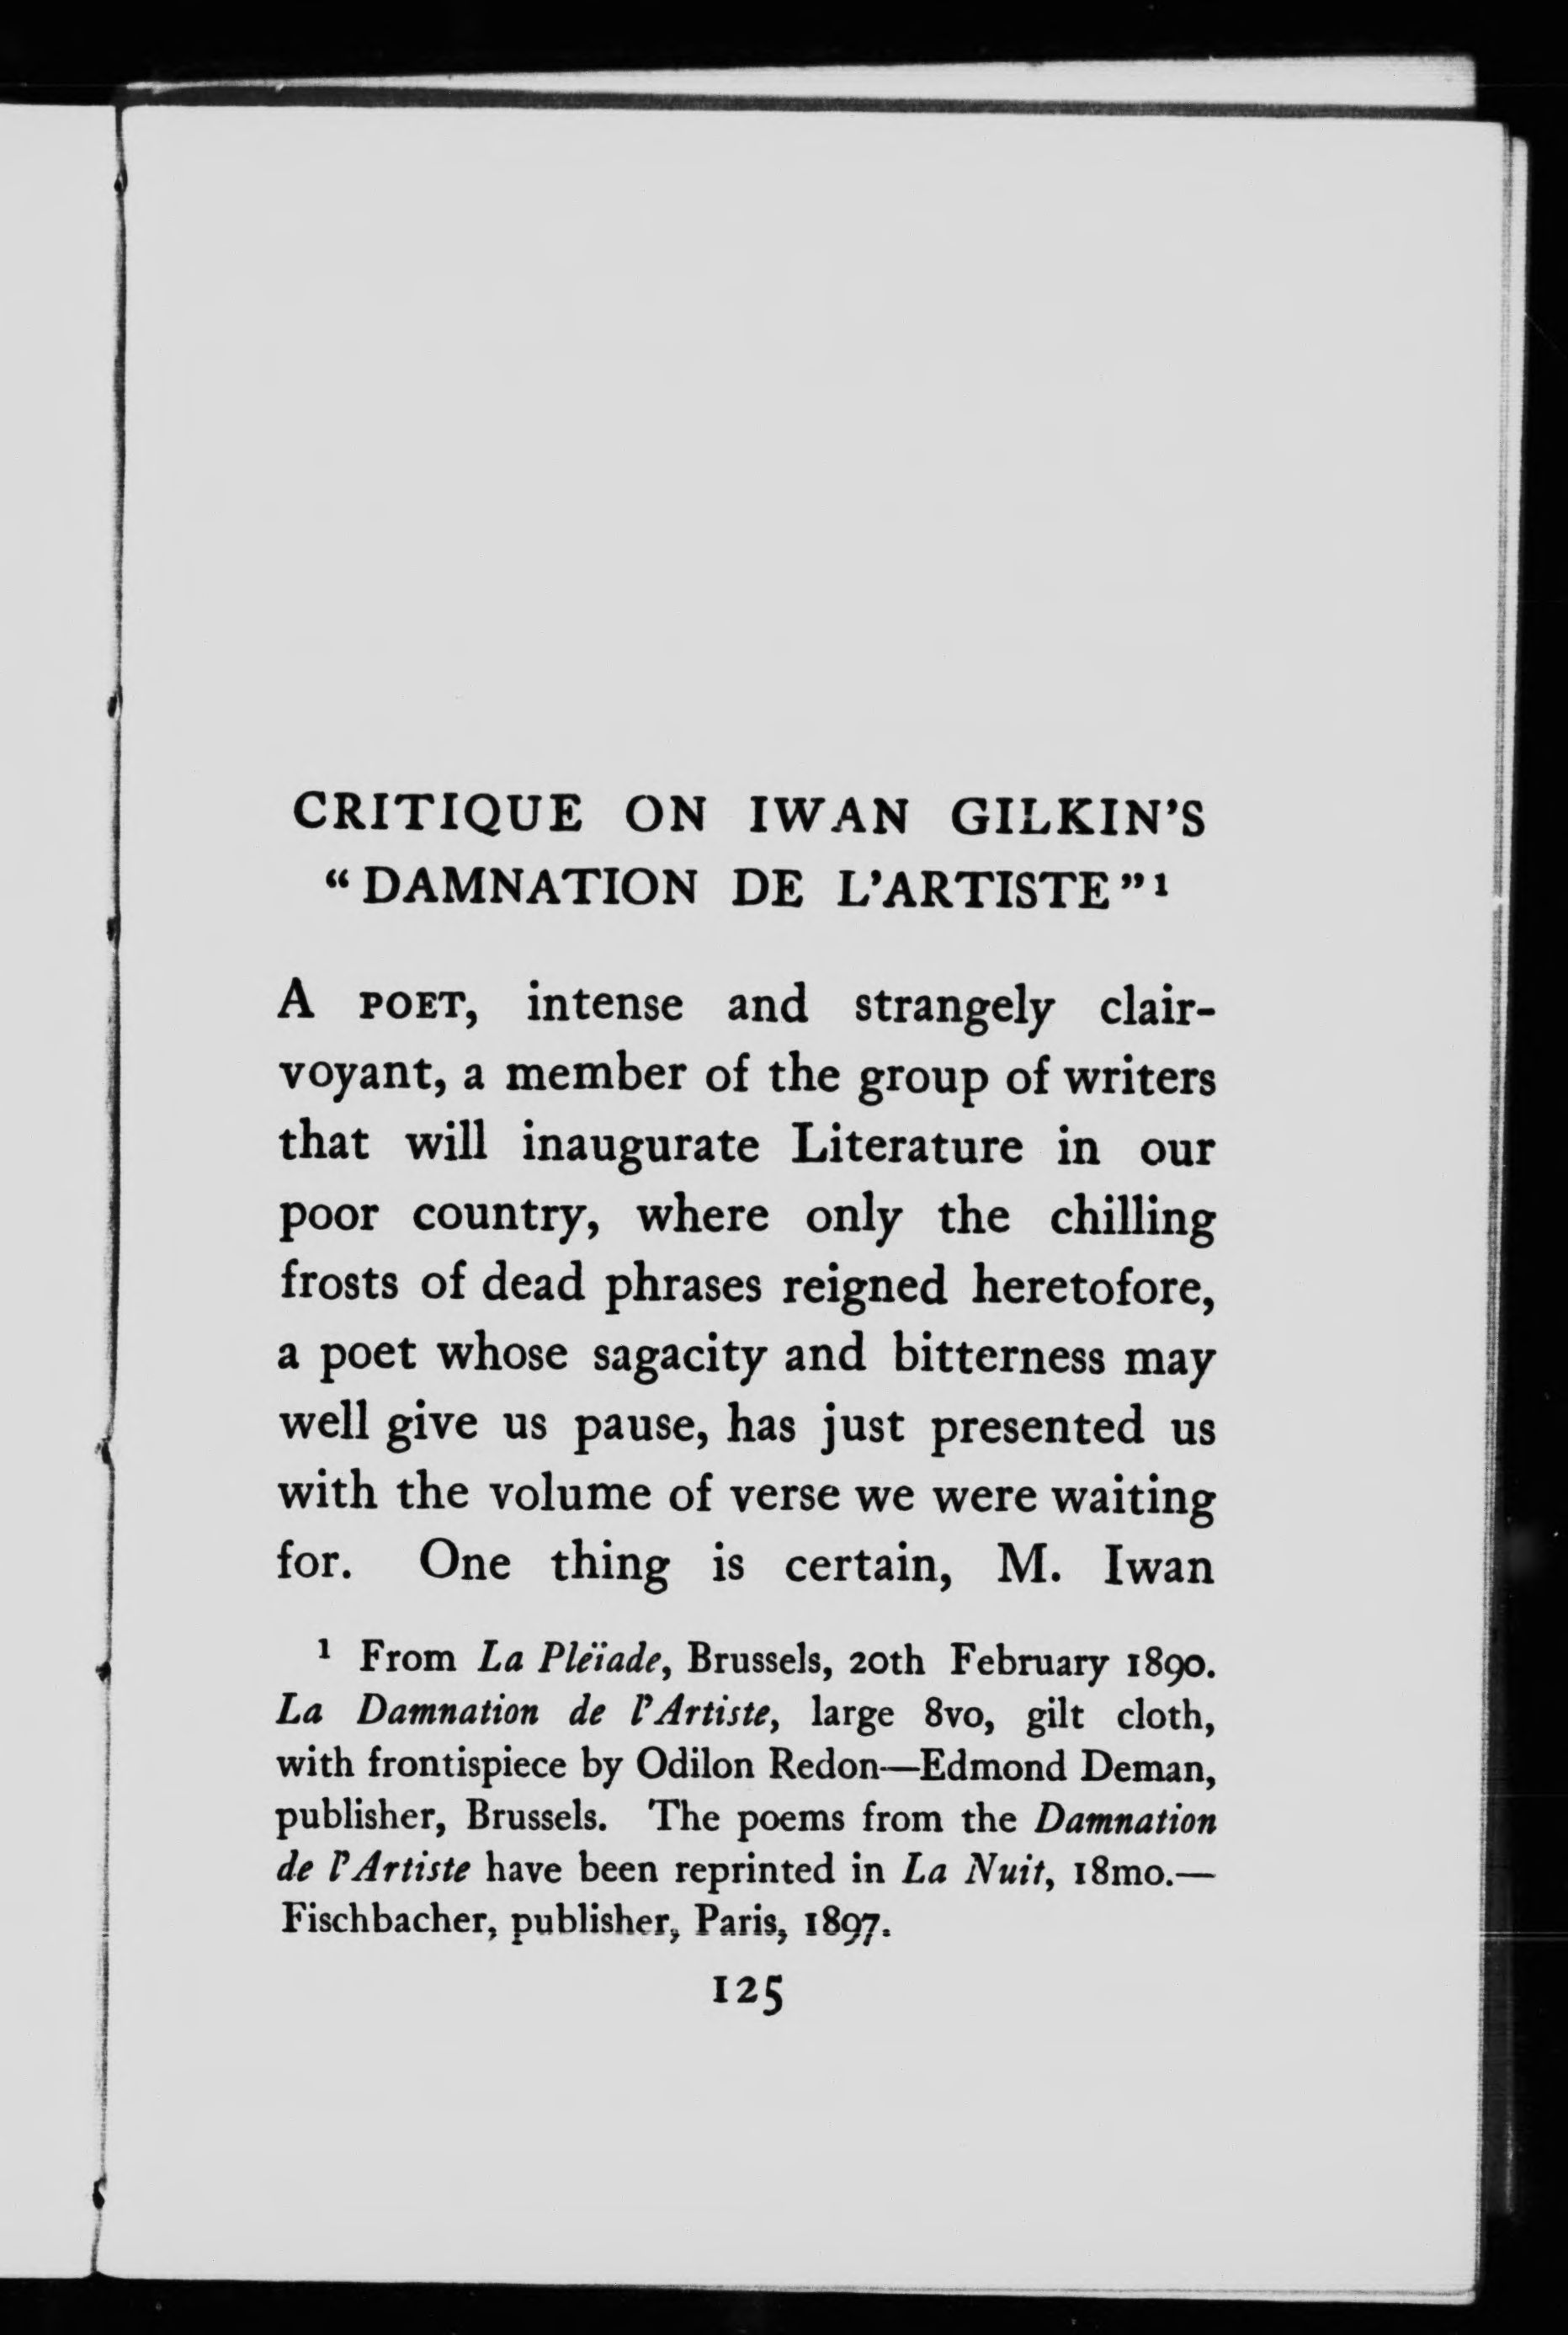 CRITIQUE ON IWAN GILKIN'S
“DAMNATION DE L'ARTISTE”¹
A POET, intense and strangely clair-
voyant, a member of the group of writers
that will inaugurate Literature in our
poor country, where only the chilling
frosts of dead phrases reigned heretofore,
a poet whose sagacity and bitterness may
well give us pause, has just presented us
with the volume of verse we were waiting
for. One thing is certain, M. Iwan
¹ From La Pléïade, Brussels, 20th February 1890.
La Damnation de l'Artiste, large 8vo, gilt cloth,
with frontispiece by Odilon Redon—Edmond Deman,
publisher, Brussels. The poems from the Damnation
de l'Artiste have been reprinted in La Nuit, 18mo.—
Fischbacher, publisher, Paris, 1897.
125